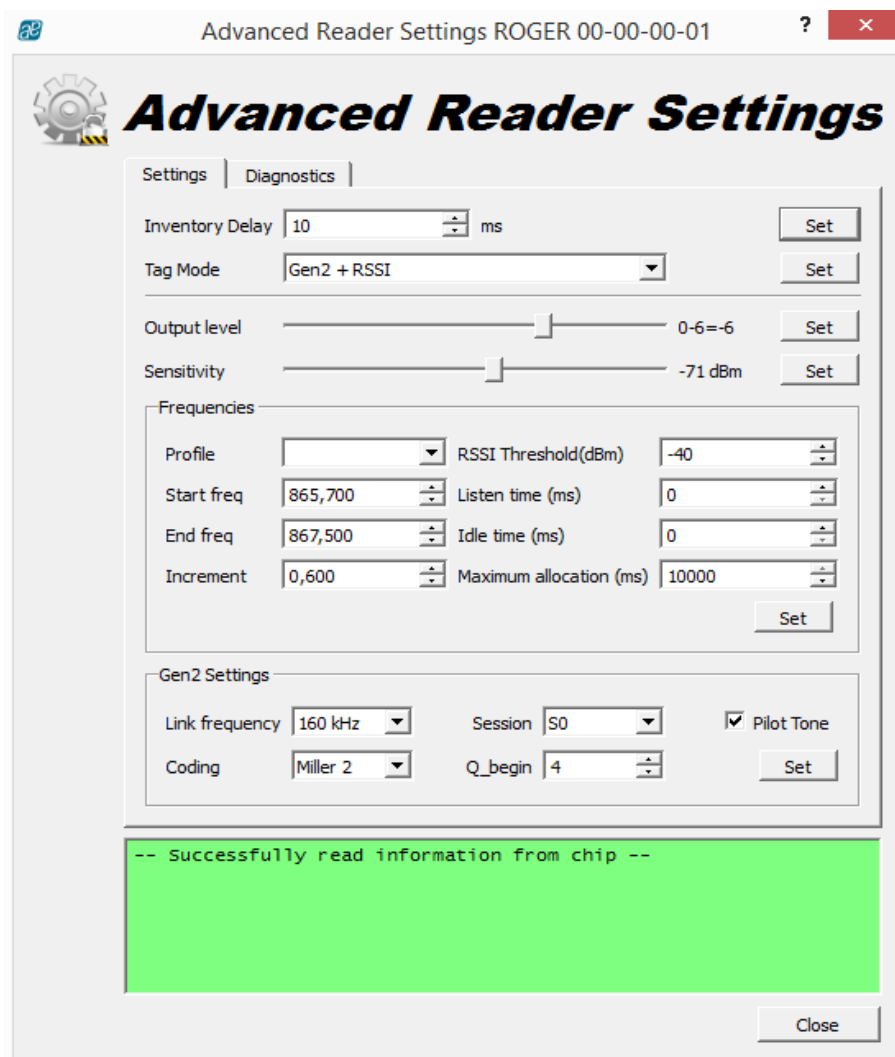 Advanced Reader Settings ROGER 00-00-00-01 ? ×
Advanced Reader Settings
Settings Diagnostics
Inventory Delay 10 ms Set
Tag Mode Gen2 + RSSI Set
Output level 0-6=-6 Set
Sensitivity -71 dBm Set
Frequencies
Profile RSSI Threshold(dBm) -40
Start freq 865,700 Listen time (ms) 0
End freq 867,500 Idle time (ms) 0
Increment 0,600 Maximum allocation (ms) 10000
Set
Gen2 Settings
Link frequency 160 kHz Session S0 Pilot Tone
Coding Miller 2 Q_begin 4 Set
-- Successfully read information from chip --
Close